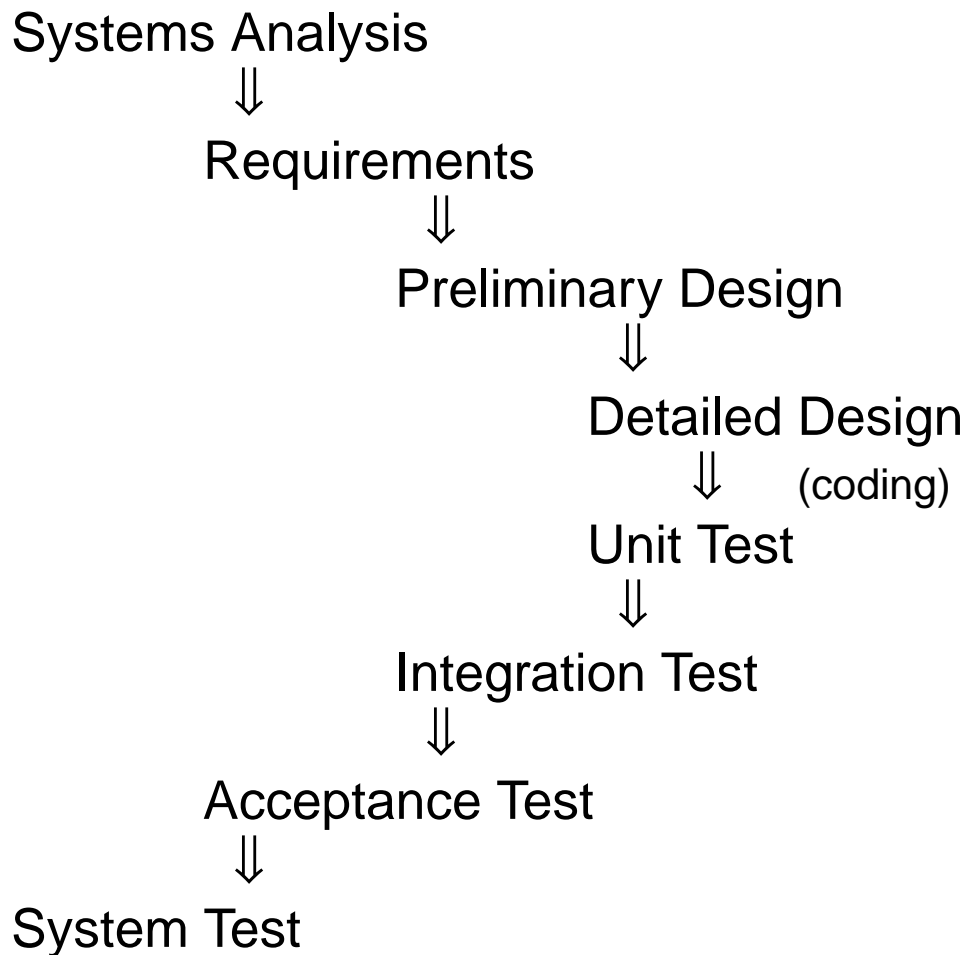 Systems Analysis
⇓
Requirements
⇓
Preliminary Design
⇓
Detailed Design
⇓ (coding)
Unit Test
⇓
Integration Test
⇓
Acceptance Test
⇓
System Test